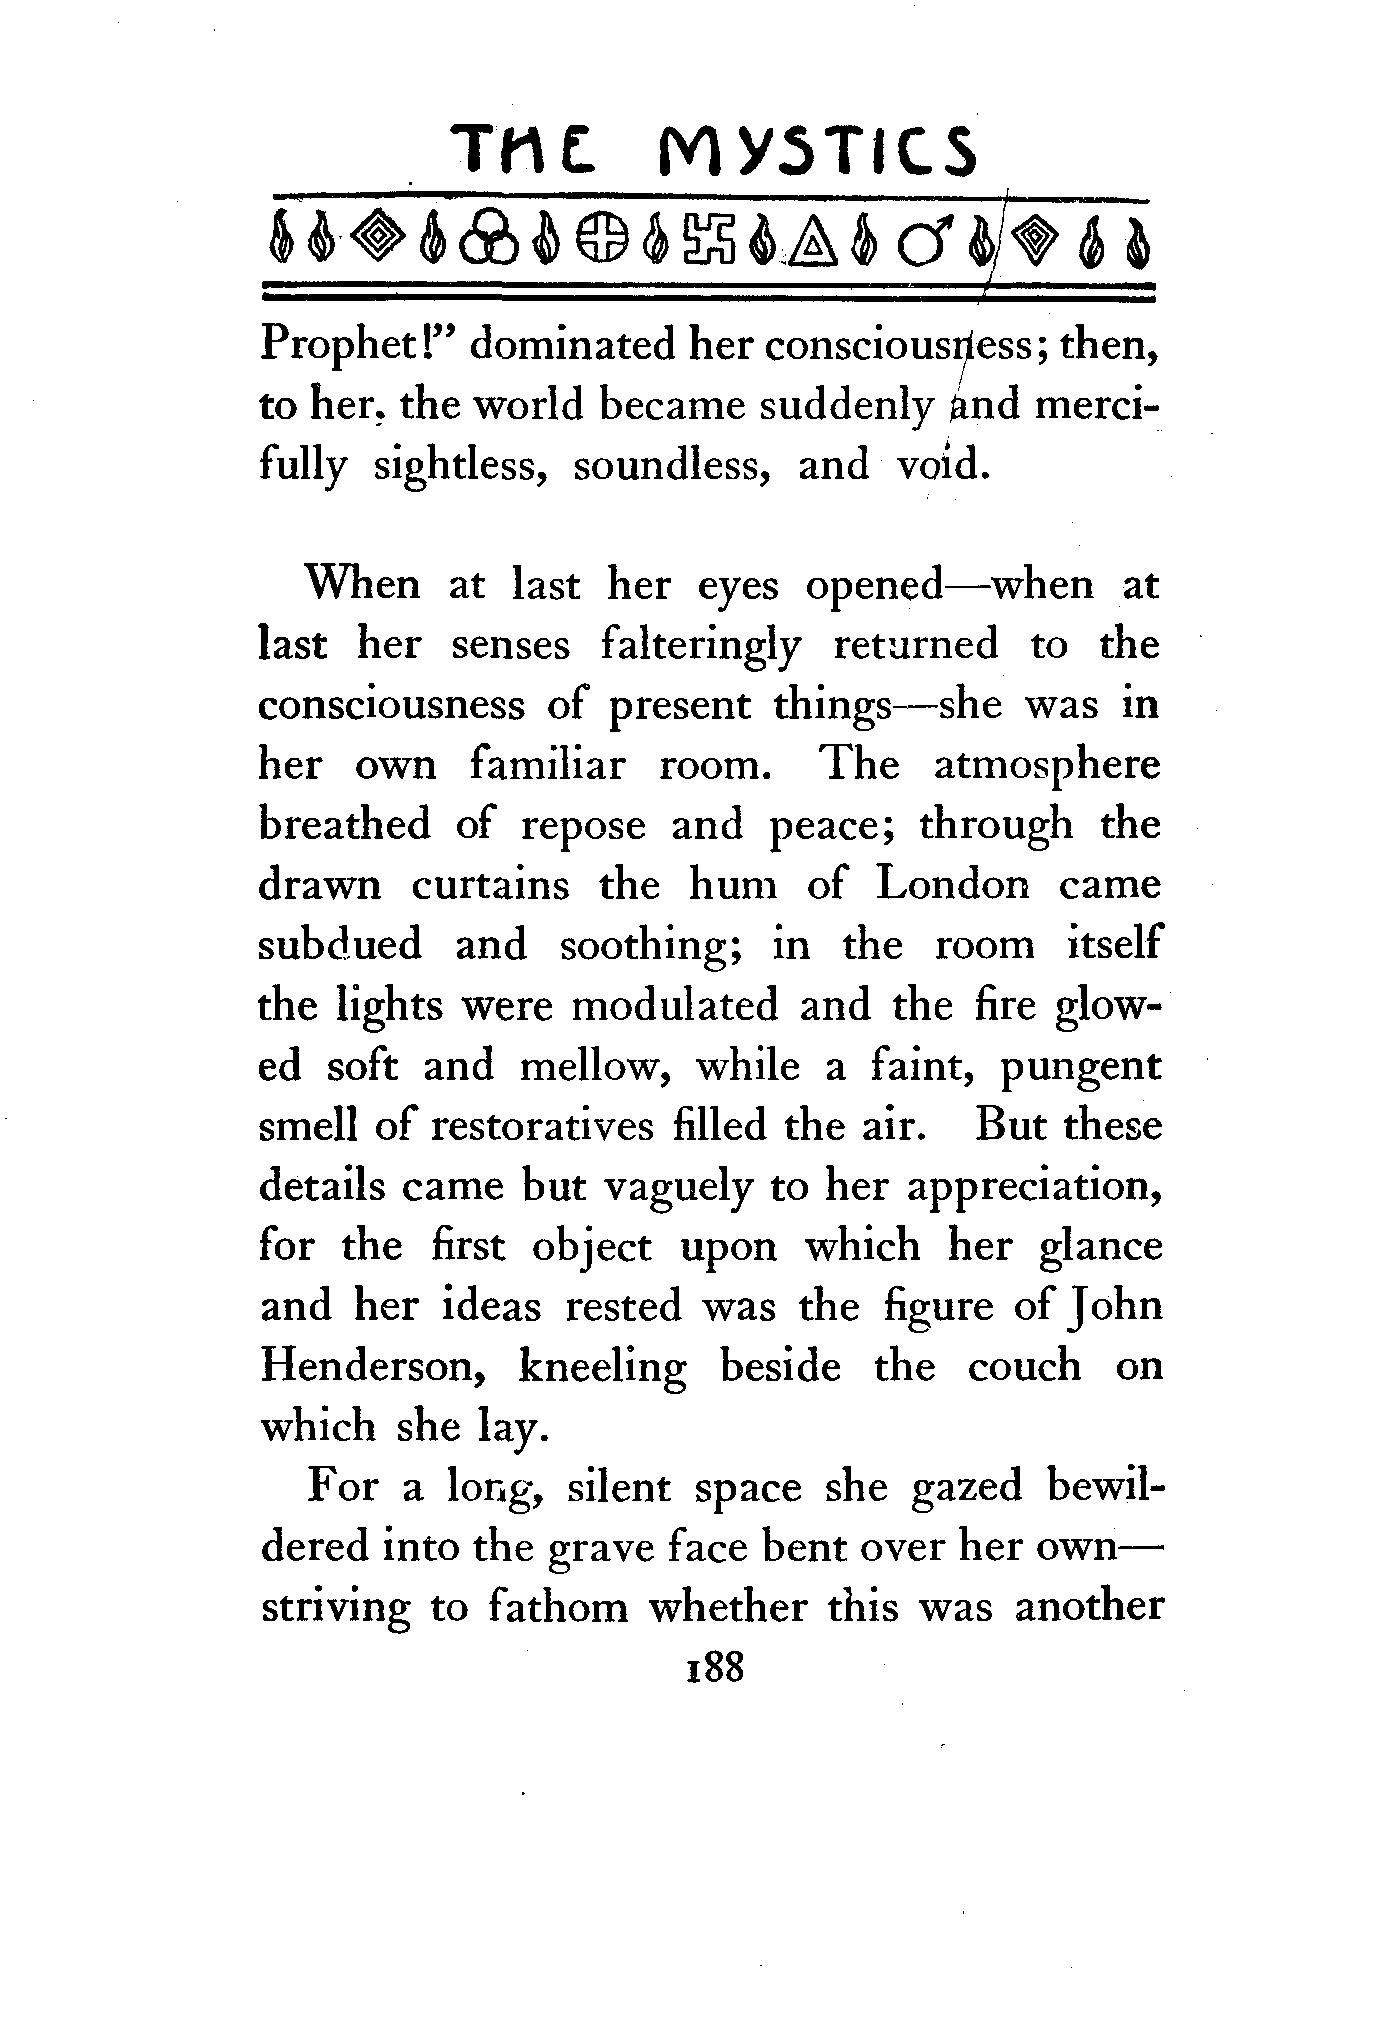 THE MYSTICS
Prophet!” dominated her consciousness; then,
to her, the world became suddenly and merci-
fully sightless, soundless, and void.
When at last her eyes opened—when at
last her senses falteringly returned to the
consciousness of present things—she was in
her own familiar room. The atmosphere
breathed of repose and peace; through the
drawn curtains the hum of London came
subdued and soothing; in the room itself
the lights were modulated and the fire glow-
ed soft and mellow, while a faint, pungent
smell of restoratives filled the air. But these
details came but vaguely to her appreciation,
for the first object upon which her glance
and her ideas rested was the figure of John
Henderson, kneeling beside the couch on
which she lay.
For a long, silent space she gazed bewil-
dered into the grave face bent over her own—
striving to fathom whether this was another
188